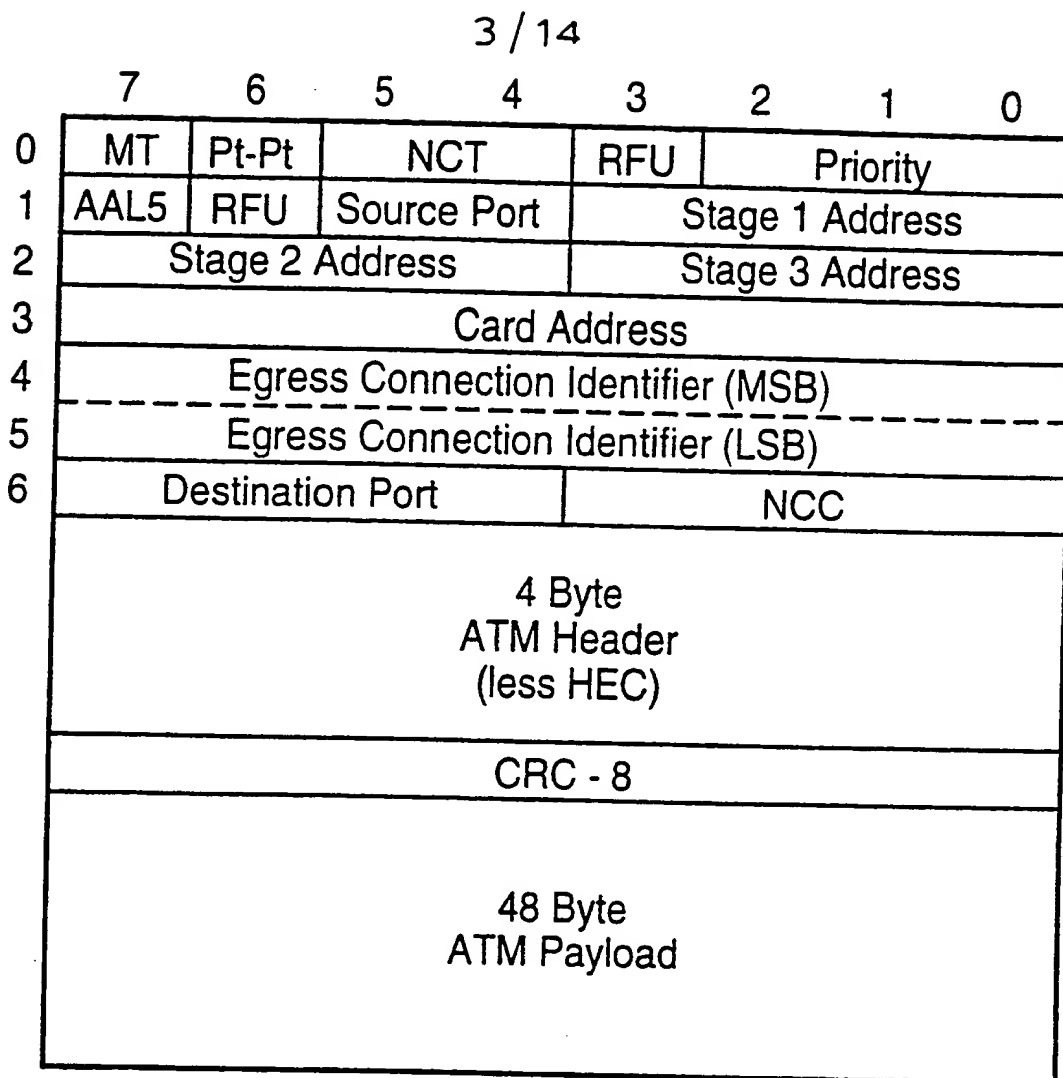 3/14
7 6 5 4 3 2 1 0
0 MT Pt-Pt NCT RFU Priority
1 AAL5 RFU Source Port Stage 1 Address
2 Stage 2 Address Stage 3 Address
3 Card Address
4 Egress Connection Identifier (MSB)
5 Egress Connection Identifier (LSB)
6 Destination Port NCC
4 Byte
ATM Header
(less HEC)
CRC - 8
48 Byte
ATM Payload